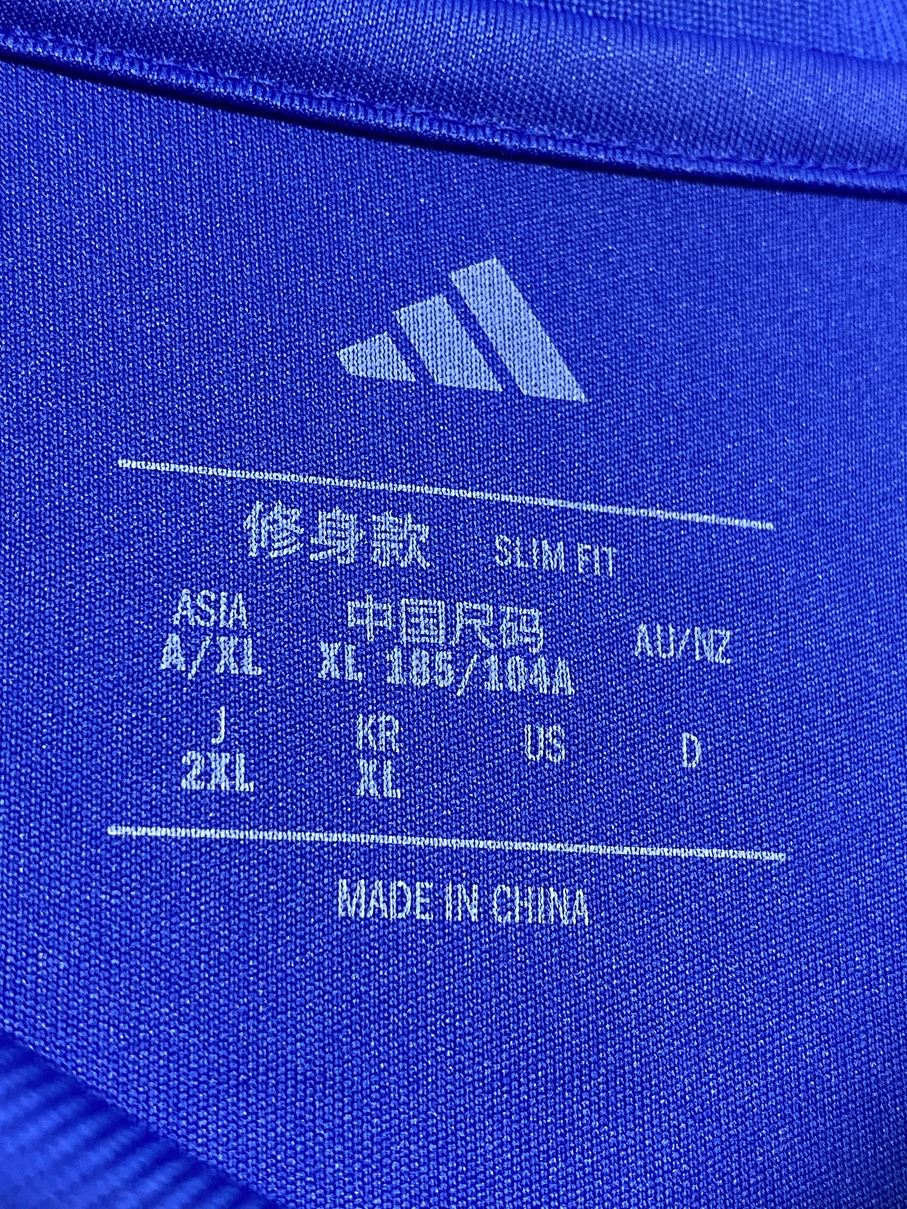 修身款 SLIM FIT
ASIA 中国尺码 AU/NZ
A/XL XL 185/104A
J KR US D
2XL XL
MADE IN CHINA